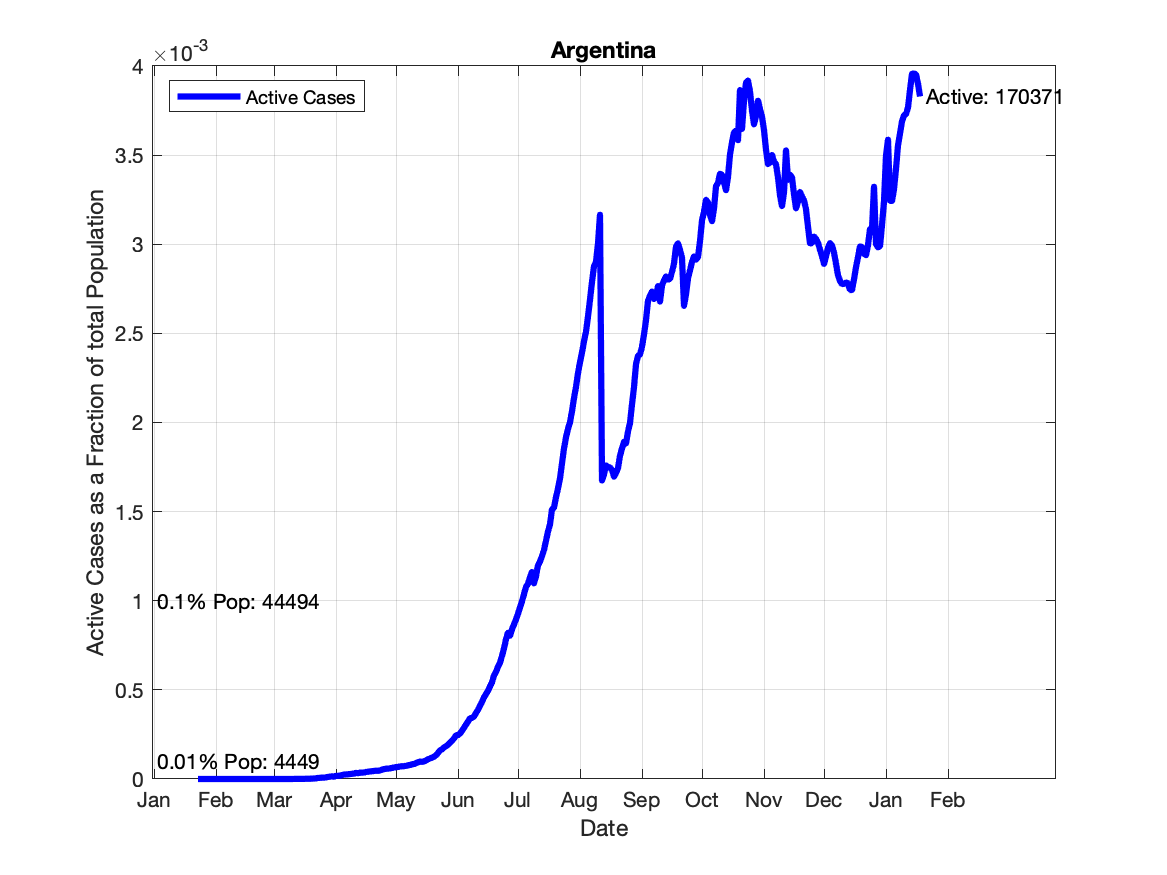 Argentina
×10-3
4
3.5
3
2.5
2
1.5
1
0.5
0
Active Cases
Active: 170371
0.1% Pop: 44494
0.01% Pop: 4449
Active Cases as a Fraction of total Population
Jan Feb Mar Apr May Jun Jul Aug Sep Oct Nov Dec Jan Feb
Date